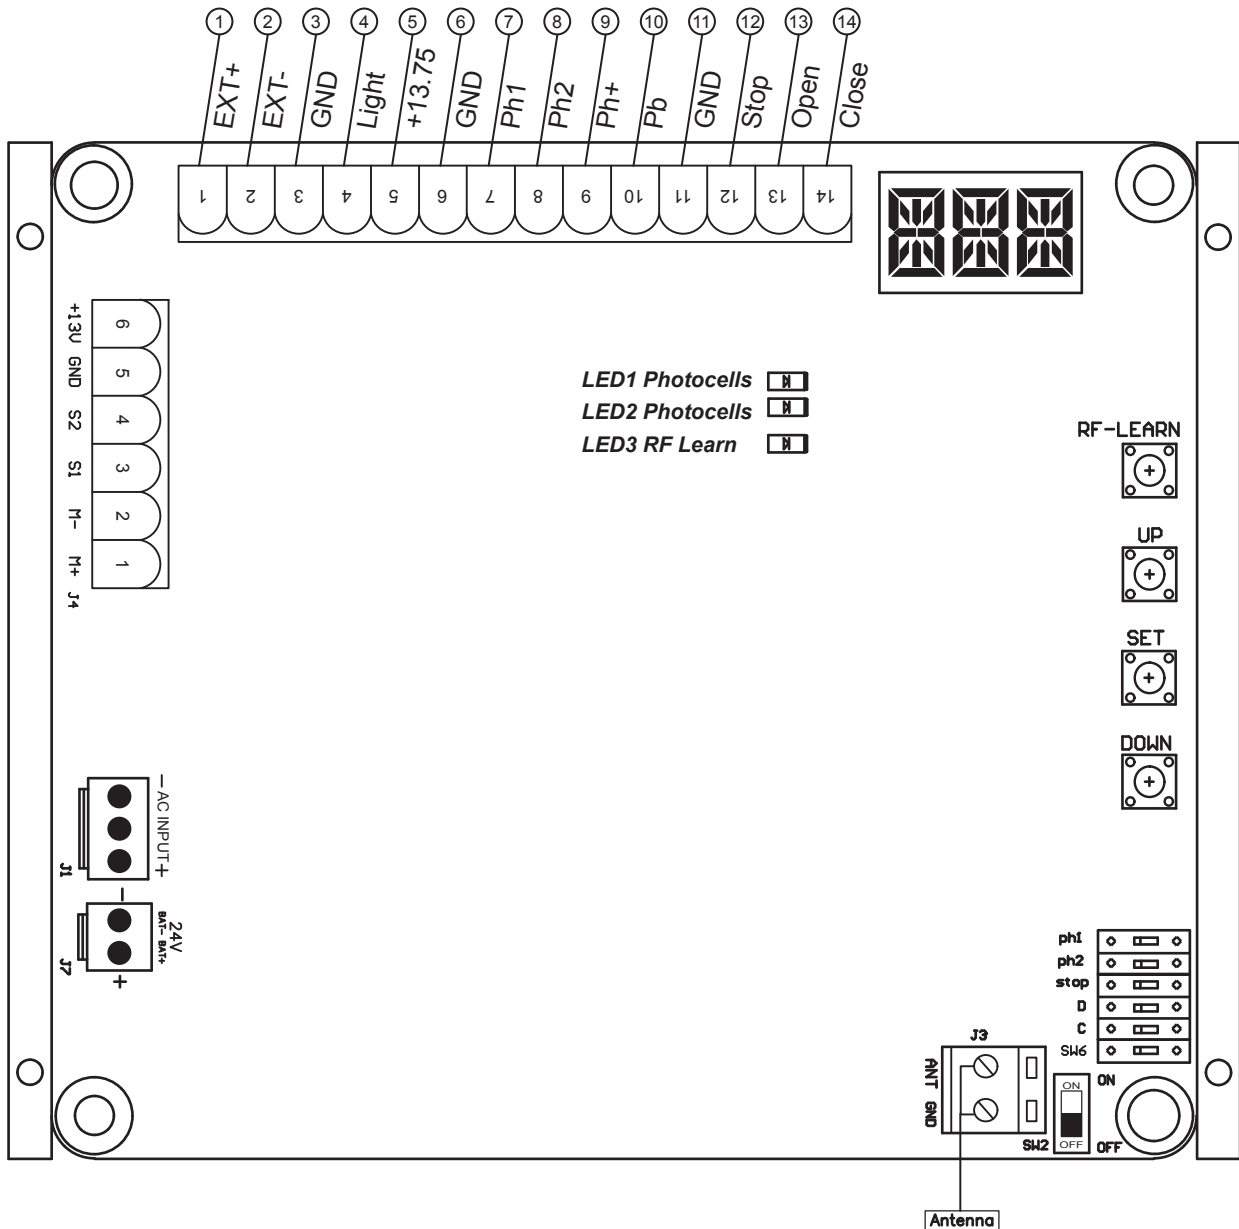 1 2 3 4 5 6 7 8 9 10 11 12 13 14
EXT+ EXT- GND Light +13.75 GND Ph1 Ph2 Ph+ Pb GND Stop Open Close
1 2 3 4 5 6 7 8 9 10 11 12 13 14
+13V 6
GND 5
S2 4
S1 3
M- 2
M+ 1
J4
LED1 Photocells
LED2 Photocells
LED3 RF Learn
RF-LEARN
UP
SET
DOWN
- AC INPUT +
J1
-
24V
BAT- BAT+
J7
+
ph1
ph2
stop
D
C
SW6
J3
ANT
GND
ON
ON
OFF
OFF
SW2
Antenna